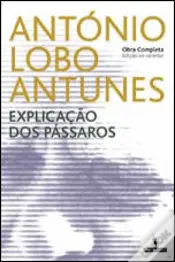 ANTÓNIO
LOBO
ANTUNES
Obra Completa
Edição ne varietur
EXPLICAÇÃO
DOS PÁSSAROS